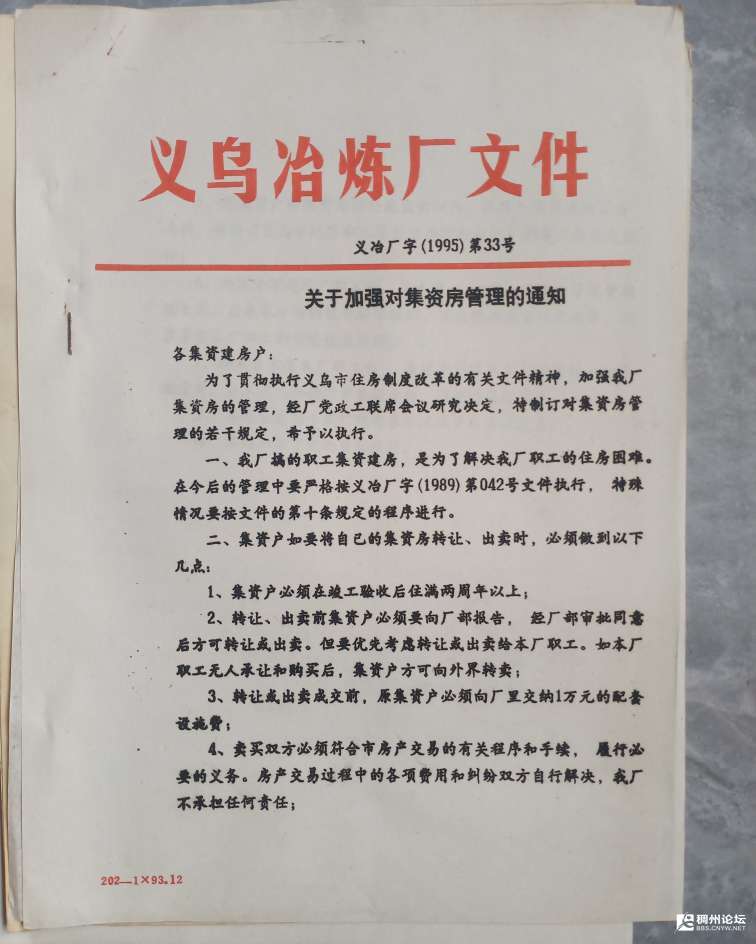 义乌冶炼厂文件
义冶厂字(1995)第33号
关于加强对集资房管理的通知
各集资建房户：
为了贯彻执行义乌市住房制度改革的有关文件精神，加强我厂
集资房的管理，经厂党政工联席会议研究决定，特制订对集资房管
理的若干规定，希予以执行。
一、我厂搞的职工集资建房，是为了解决我厂职工的住房困难。
在今后的管理中要严格按义冶厂字(1989)第042号文件执行， 特殊
情况要按文件的第十条规定的程序进行。
二、集资户如要将自己的集资房转让、出卖时，必须做到以下
几点：
1、集资户必须在竣工验收后住满两周年以上；
2、转让、出卖前集资户必须要向厂部报告， 经厂部审批同意
后方可转让或出卖。但要优先考虑转让或出卖给本厂职工。如本厂
职工无人承让和购买后，集资户方可向外界转卖；
3、转让或出卖成交前，原集资户必须向厂里交纳1万元的配套
设施费；
4、卖买双方必须符合市房产交易的有关程序和手续， 履行必
要的义务。房产交易过程中的各项费用和纠纷双方自行解决，我厂
不承担任何责任；
202—1×93.12
稠州论坛
BBS.CNYW.NET